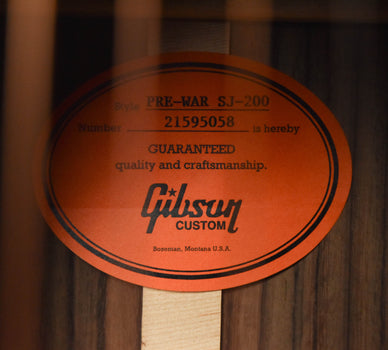 Style PRE-WAR SJ-200
Number 21595058 is hereby
GUARANTEED
quality and craftsmanship.
Gibson
CUSTOM
Bozeman, Montana U.S.A.